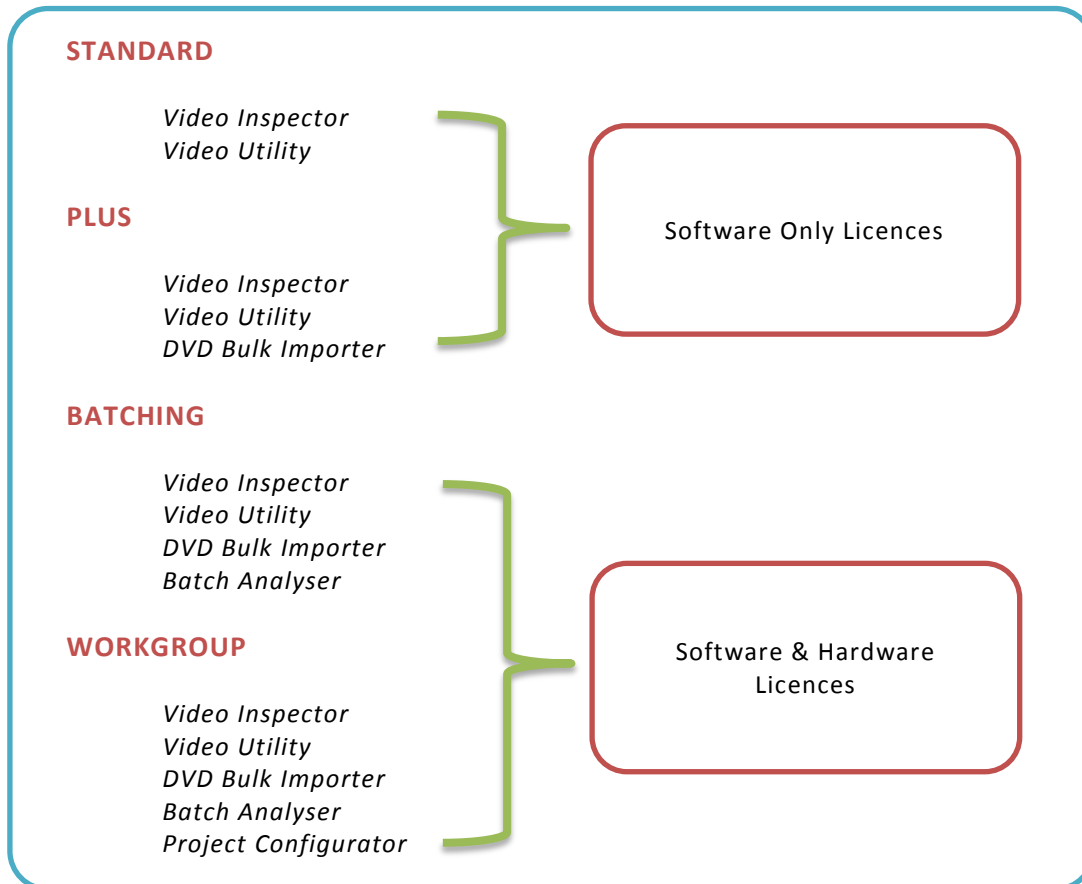 STANDARD
Video Inspector
Video Utility
PLUS
Video Inspector
Video Utility
DVD Bulk Importer
Software Only Licences
BATCHING
Video Inspector
Video Utility
DVD Bulk Importer
Batch Analyser
WORKGROUP
Video Inspector
Video Utility
DVD Bulk Importer
Batch Analyser
Project Configurator
Software & Hardware
Licences